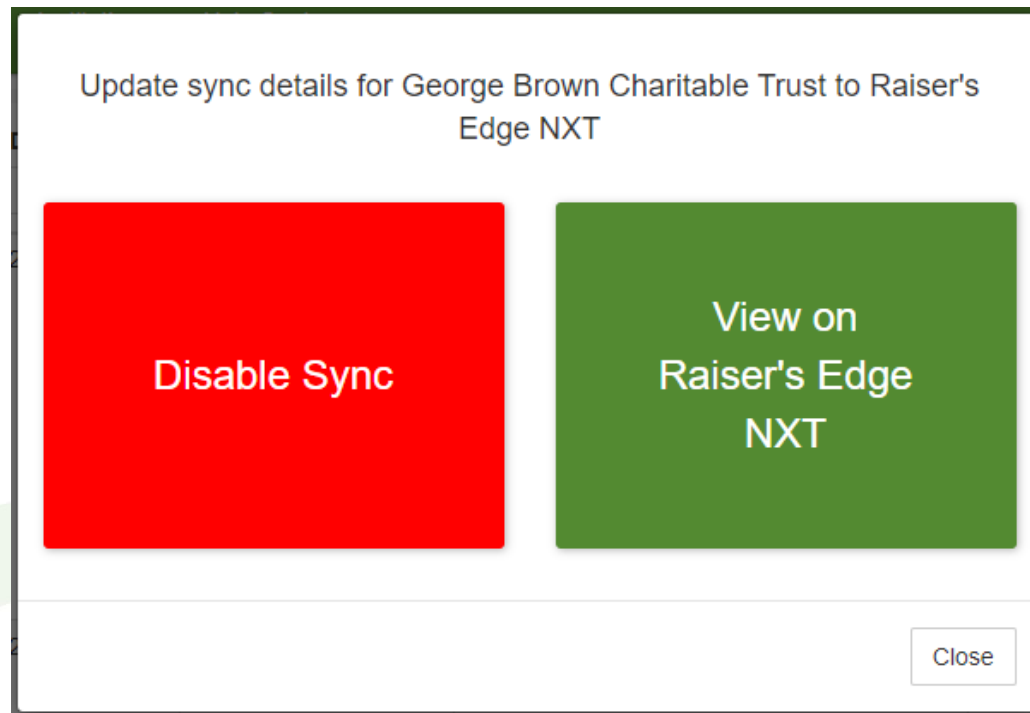 Update sync details for George Brown Charitable Trust to Raiser's
Edge NXT
Disable Sync
View on
Raiser's Edge
NXT
Close